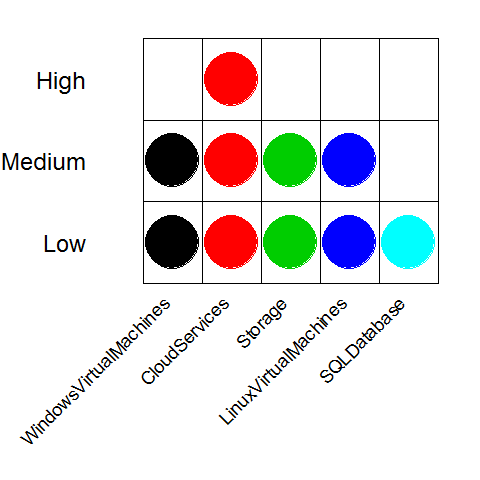 High
Medium
Low
WindowsVirtualMachines
CloudServices
Storage
LinuxVirtualMachines
SQLDatabase